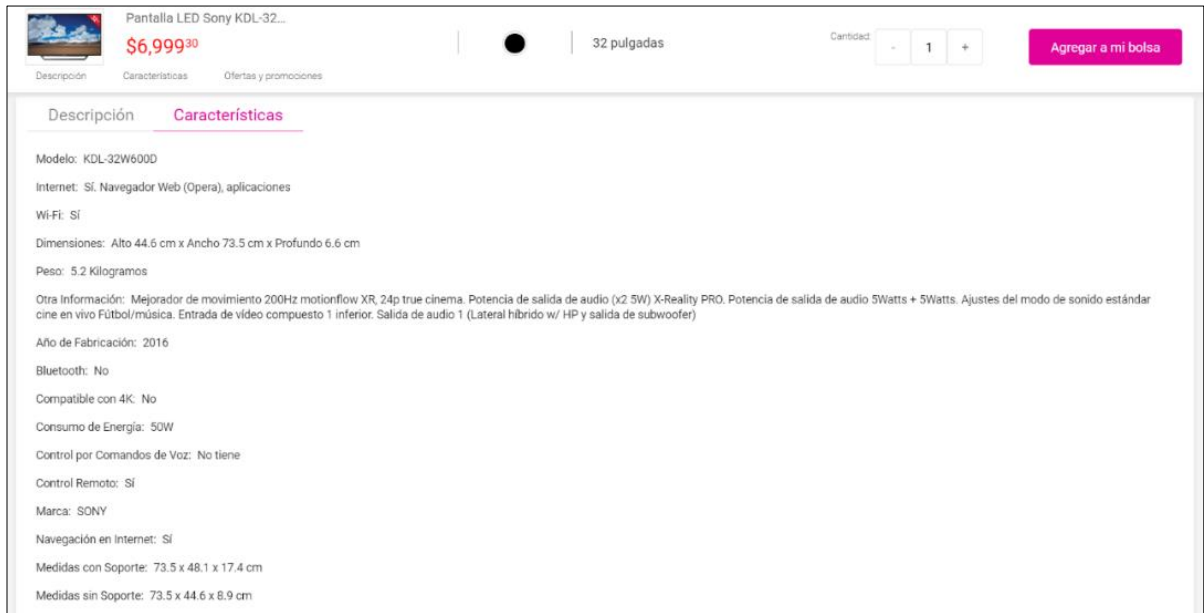 Pantalla LED Sony KDL-32...
$6,999³⁰
32 pulgadas
Cantidad:
- 1 +
Agregar a mi bolsa
Descripción Características Ofertas y promociones
Descripción Características
Modelo: KDL-32W600D
Internet: Sí. Navegador Web (Opera), aplicaciones
Wi-Fi: Sí
Dimensiones: Alto 44.6 cm x Ancho 73.5 cm x Profundo 6.6 cm
Peso: 5.2 Kilogramos
Otra Información: Mejorador de movimiento 200Hz motionflow XR, 24p true cinema. Potencia de salida de audio (x2 5W) X-Reality PRO. Potencia de salida de audio 5Watts + 5Watts. Ajustes del modo de sonido estándar
cine en vivo Fútbol/música. Entrada de vídeo compuesto 1 inferior. Salida de audio 1 (Lateral híbrido w/ HP y salida de subwoofer)
Año de Fabricación: 2016
Bluetooth: No
Compatible con 4K: No
Consumo de Energía: 50W
Control por Comandos de Voz: No tiene
Control Remoto: Sí
Marca: SONY
Navegación en Internet: Sí
Medidas con Soporte: 73.5 x 48.1 x 17.4 cm
Medidas sin Soporte: 73.5 x 44.6 x 8.9 cm